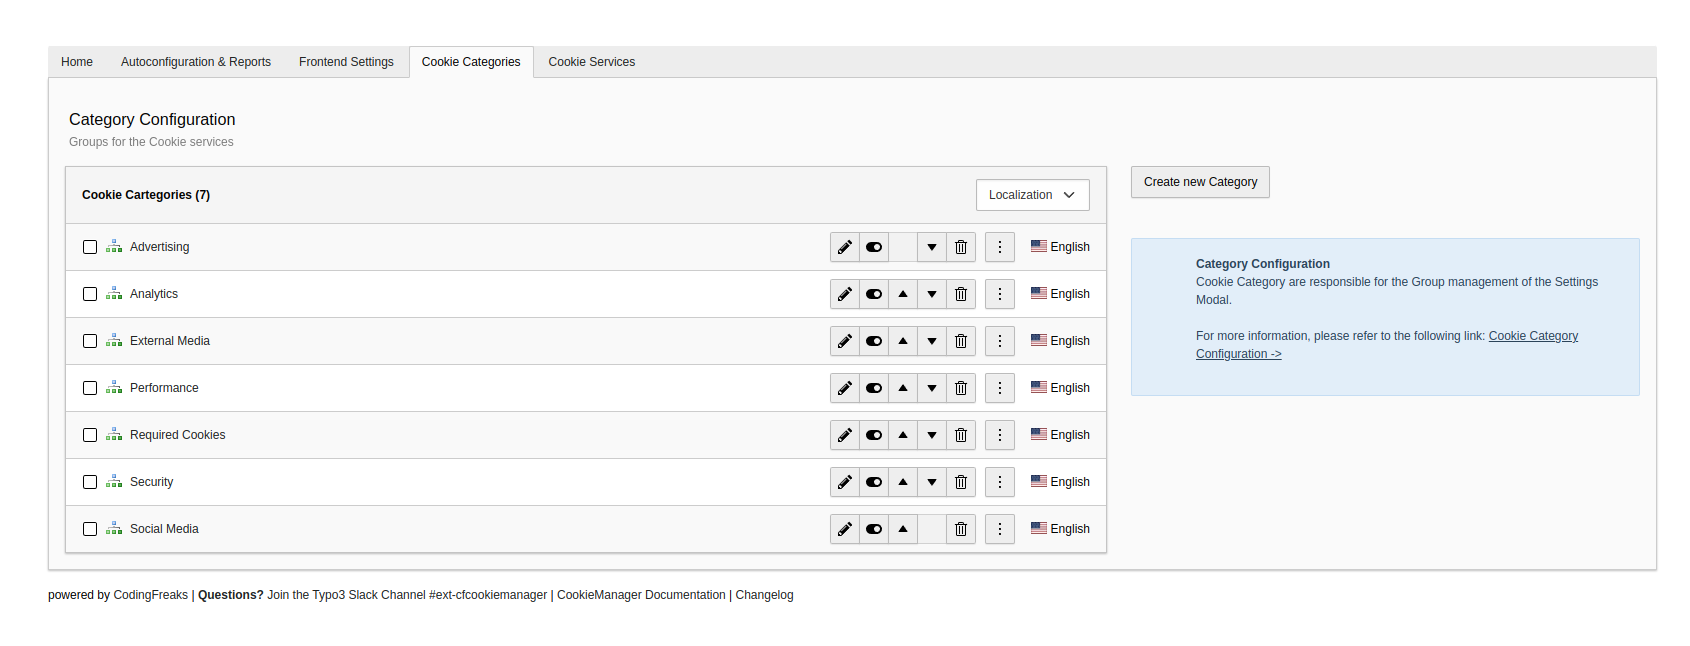 Home Autoconfiguration & Reports Frontend Settings Cookie Categories Cookie Services
Category Configuration
Groups for the Cookie services
Cookie Cartegories (7) Localization
Advertising English
Analytics English
External Media English
Performance English
Required Cookies English
Security English
Social Media English
Create new Category
Category Configuration
Cookie Category are responsible for the Group management of the Settings
Modal.
For more information, please refer to the following link: Cookie Category
Configuration ->
powered by CodingFreaks | Questions? Join the Typo3 Slack Channel #ext-cfcookiemanager | CookieManager Documentation | Changelog